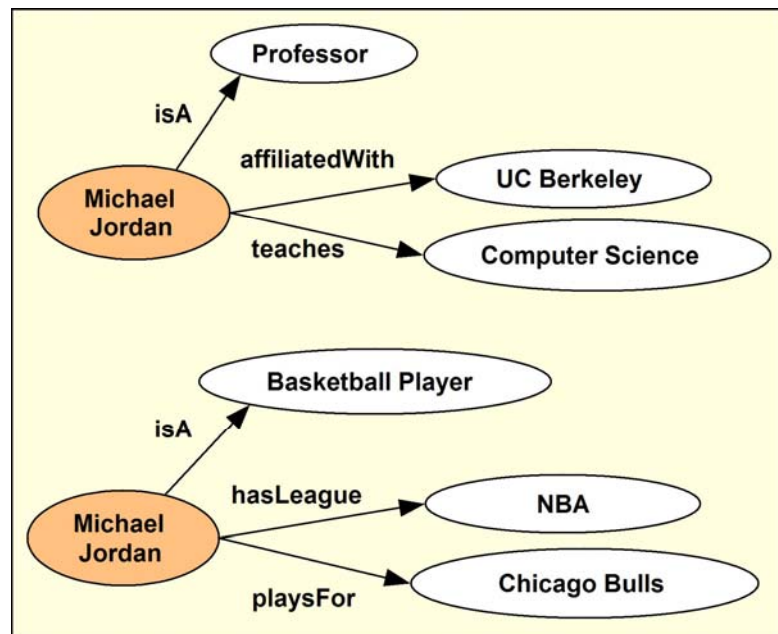 Professor
isA
affiliatedWith
Michael
Jordan
UC Berkeley
teaches
Computer Science
Basketball Player
isA
hasLeague
NBA
Michael
Jordan
playsFor
Chicago Bulls